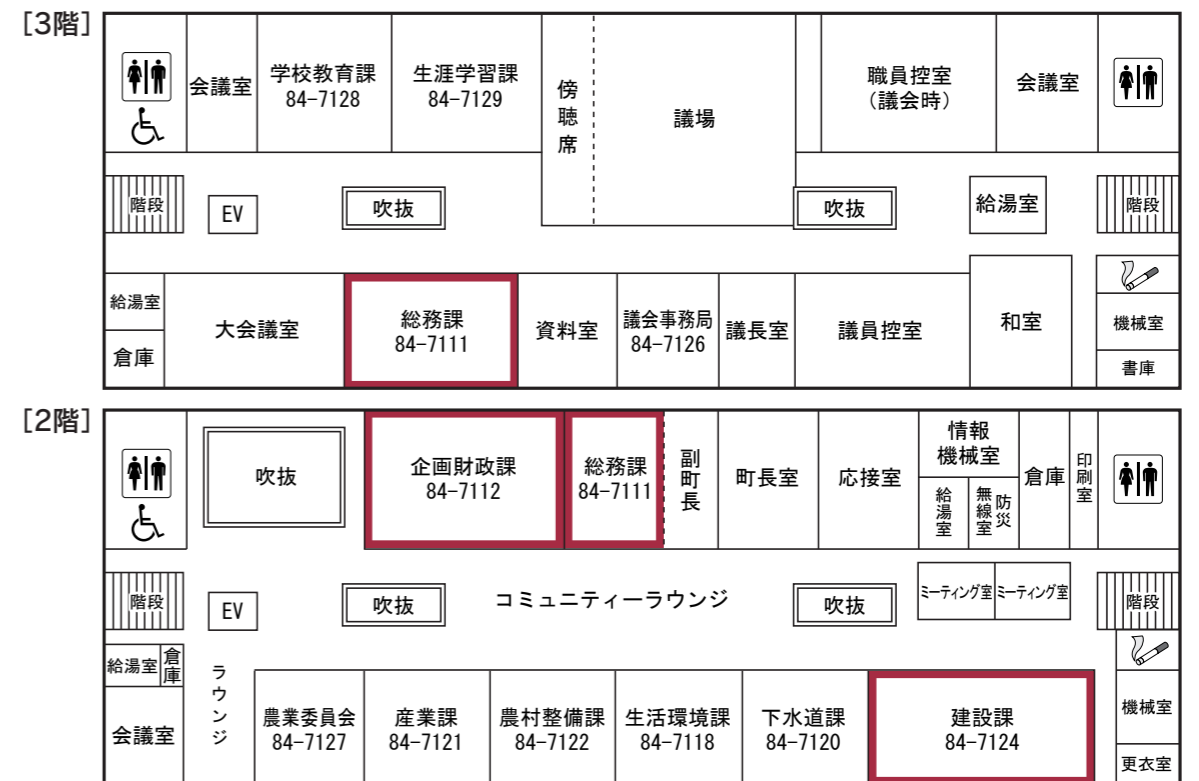 [3階]
会議室
学校教育課
84-7128
生涯学習課
84-7129
傍聴席
議場
職員控室
(議会時)
会議室
階段
EV
吹抜
吹抜
給湯室
階段
給湯室
倉庫
大会議室
総務課
84-7111
資料室
議会事務局
84-7126
議長室
議員控室
和室
機械室
書庫
[2階]
吹抜
企画財政課
84-7112
総務課
84-7111
副町長
町長室
応接室
情報
機械室
給湯室
防災
無線室
倉庫
印刷室
階段
EV
吹抜
コミュニティーラウンジ
吹抜
ミーティング室
ミーティング室
階段
給湯室
倉庫
会議室
ラウンジ
農業委員会
84-7127
産業課
84-7121
農村整備課
84-7122
生活環境課
84-7118
下水道課
84-7120
建設課
84-7124
機械室
更衣室